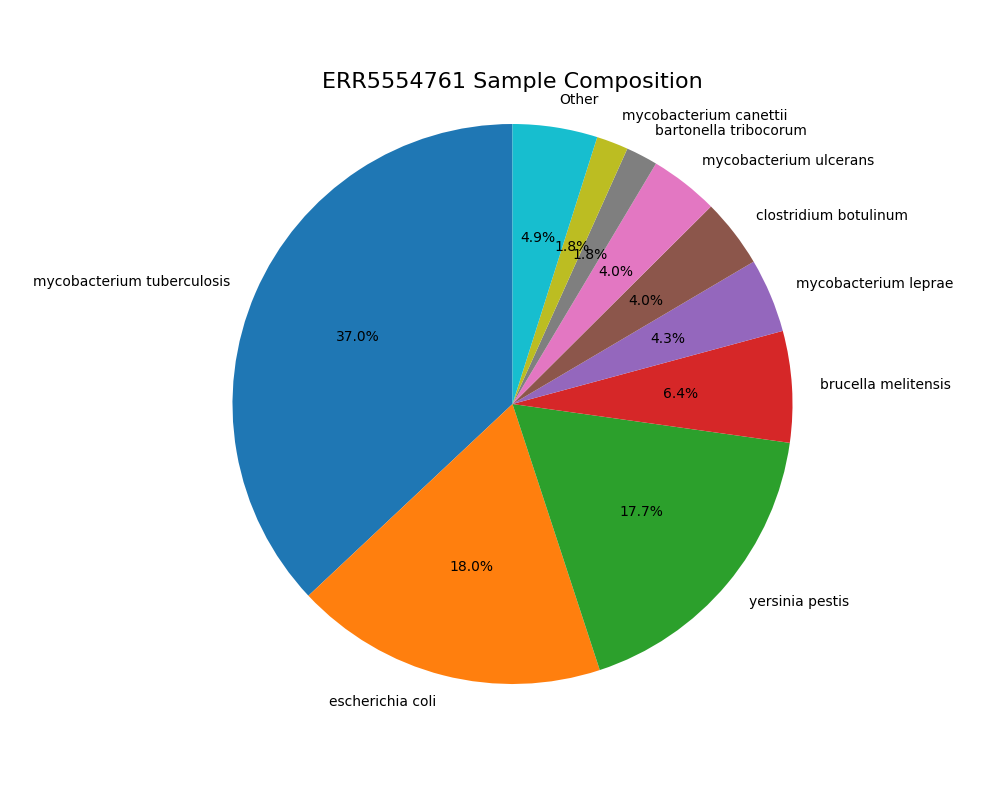 ERR5554761 Sample Composition
Other
mycobacterium canettii
bartonella tribocorum
mycobacterium ulcerans
clostridium botulinum
mycobacterium leprae
brucella melitensis
yersinia pestis
escherichia coli
mycobacterium tuberculosis
4.9%
1.8%
1.8%
4.0%
4.0%
4.3%
6.4%
17.7%
18.0%
37.0%